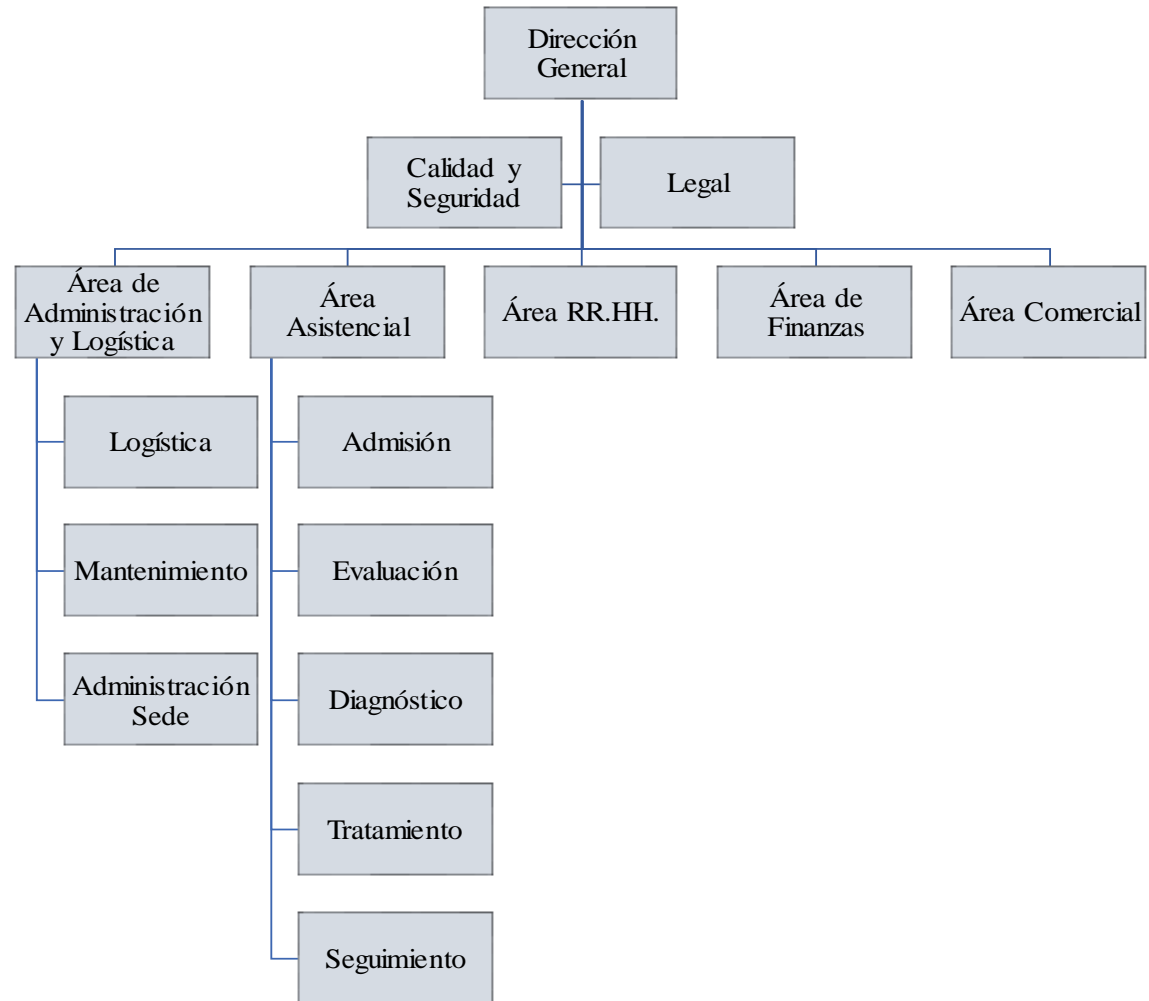 Dirección
General
Calidad y
Seguridad
Legal
Área de
Administración
y Logística
Área
Asistencial
Área RR.HH.
Área de
Finanzas
Área Comercial
Logística
Admisión
Mantenimiento
Evaluación
Administración
Sede
Diagnóstico
Tratamiento
Seguimiento